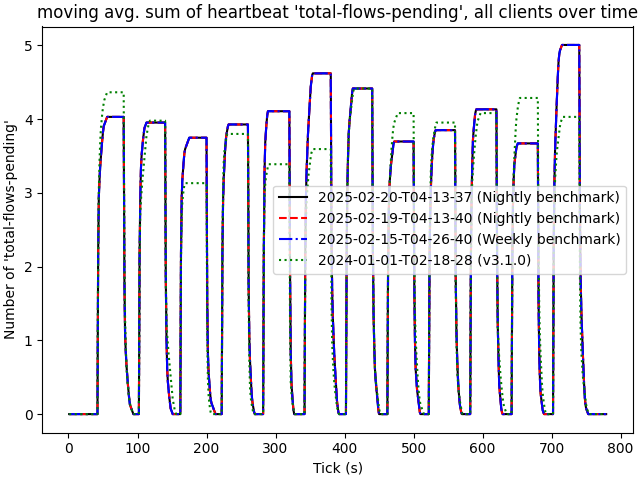 moving avg. sum of heartbeat 'total-flows-pending', all clients over time
Number of 'total-flows-pending'
5
4
3
2
1
0
2025-02-20-T04-13-37 (Nightly benchmark)
2025-02-19-T04-13-40 (Nightly benchmark)
2025-02-15-T04-26-40 (Weekly benchmark)
2024-01-01-T02-18-28 (v3.1.0)
0 100 200 300 400 500 600 700 800
Tick (s)